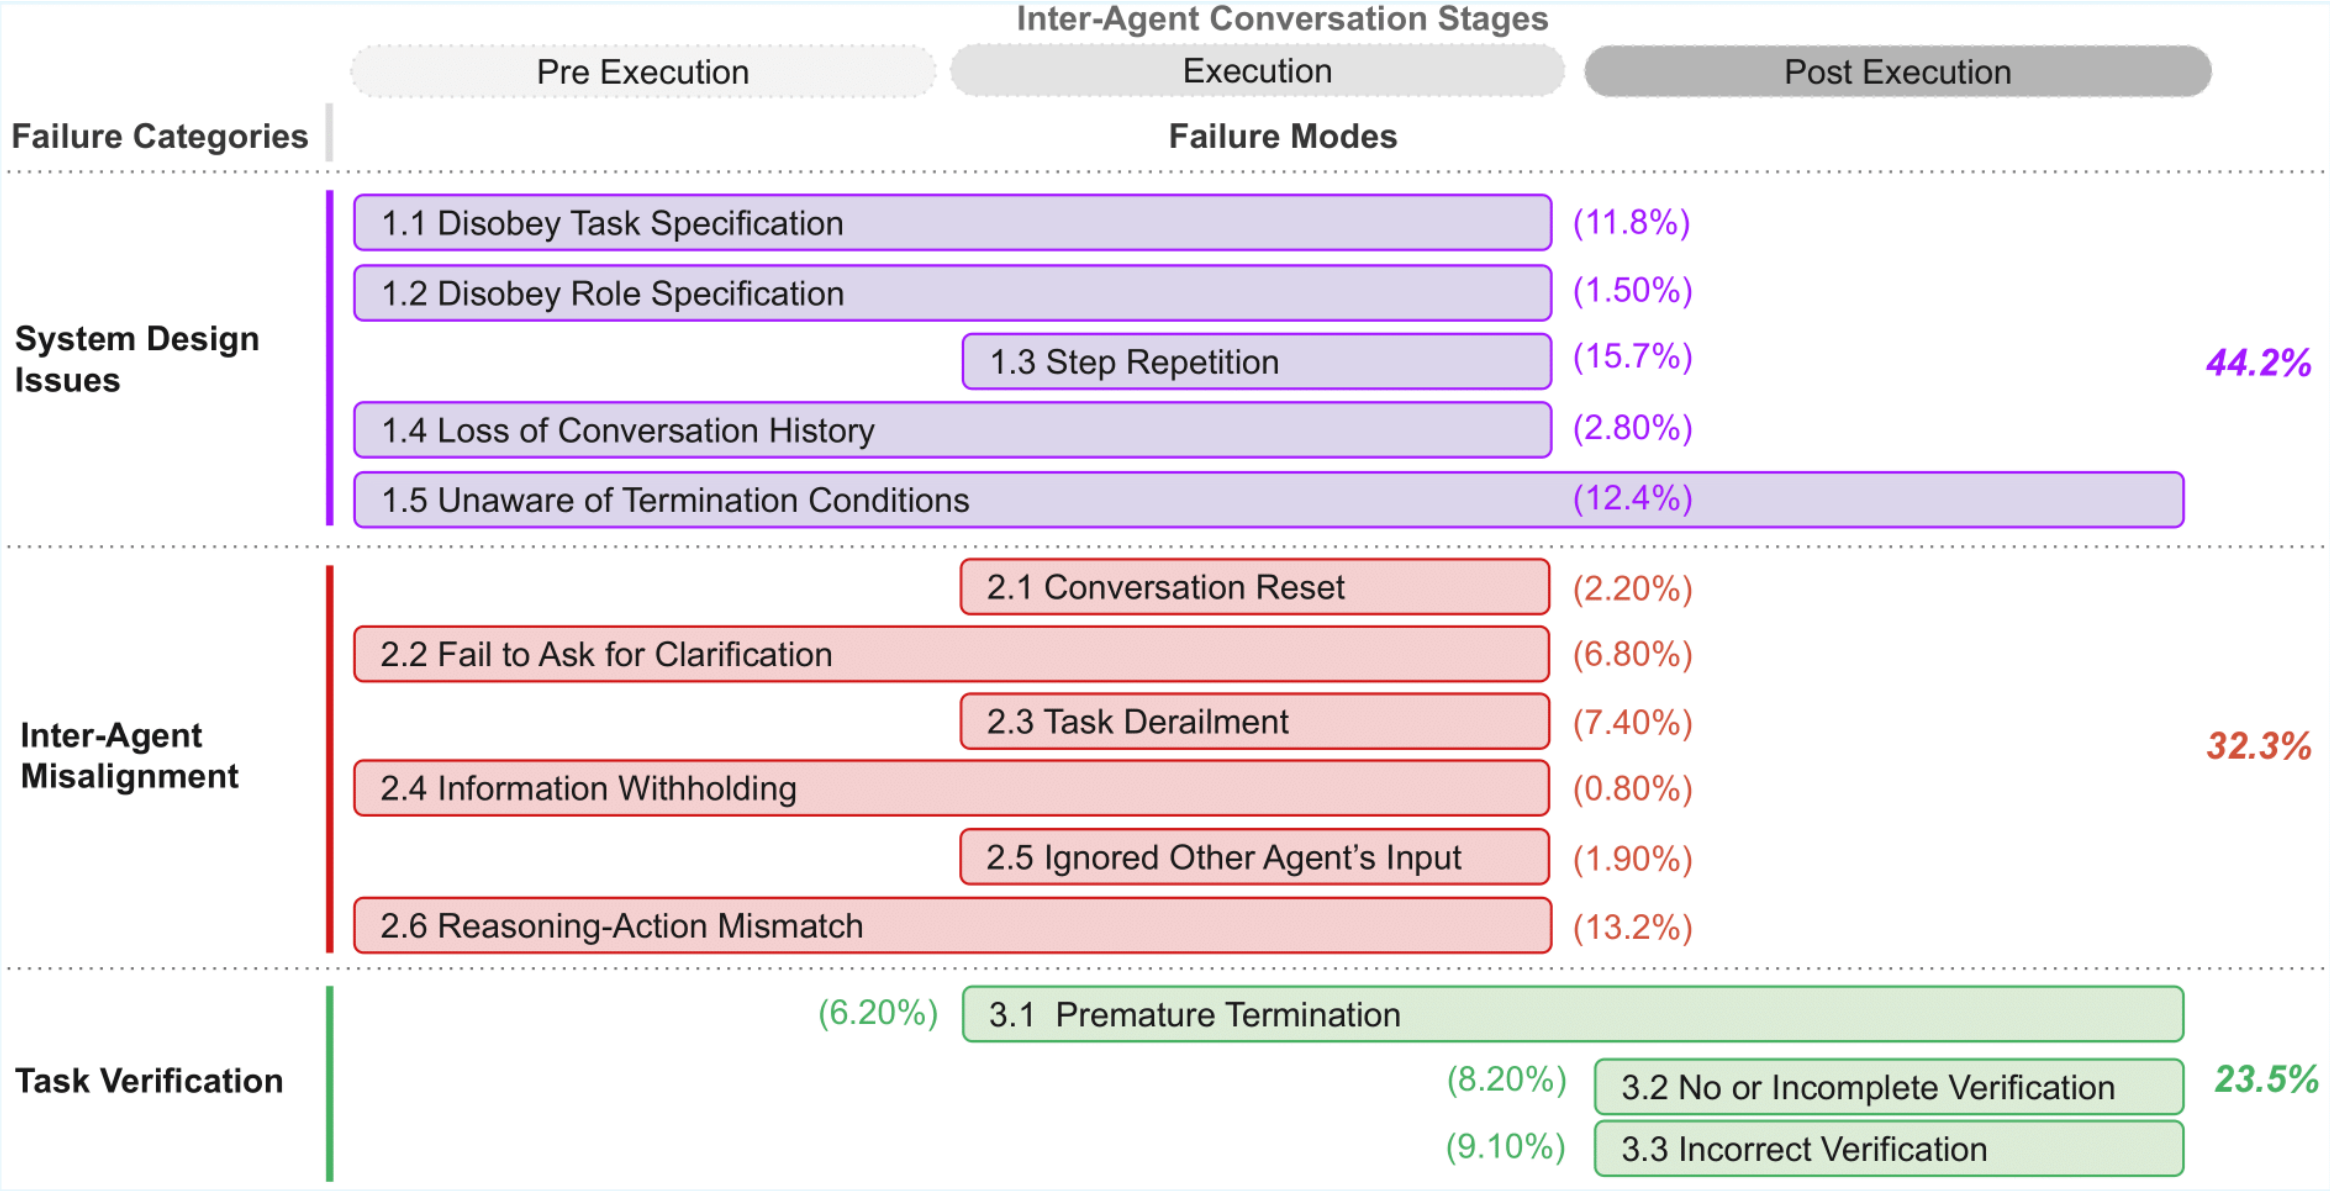 Inter-Agent Conversation Stages
Pre Execution
Execution
Post Execution
Failure Categories
Failure Modes
System Design
Issues
1.1 Disobey Task Specification
(11.8%)
1.2 Disobey Role Specification
(1.50%)
1.3 Step Repetition
(15.7%)
1.4 Loss of Conversation History
(2.80%)
1.5 Unaware of Termination Conditions
(12.4%)
44.2%
Inter-Agent
Misalignment
2.1 Conversation Reset
(2.20%)
2.2 Fail to Ask for Clarification
(6.80%)
2.3 Task Derailment
(7.40%)
2.4 Information Withholding
(0.80%)
2.5 Ignored Other Agent’s Input
(1.90%)
2.6 Reasoning-Action Mismatch
(13.2%)
32.3%
Task Verification
(6.20%)
3.1 Premature Termination
(8.20%)
3.2 No or Incomplete Verification
(9.10%)
3.3 Incorrect Verification
23.5%